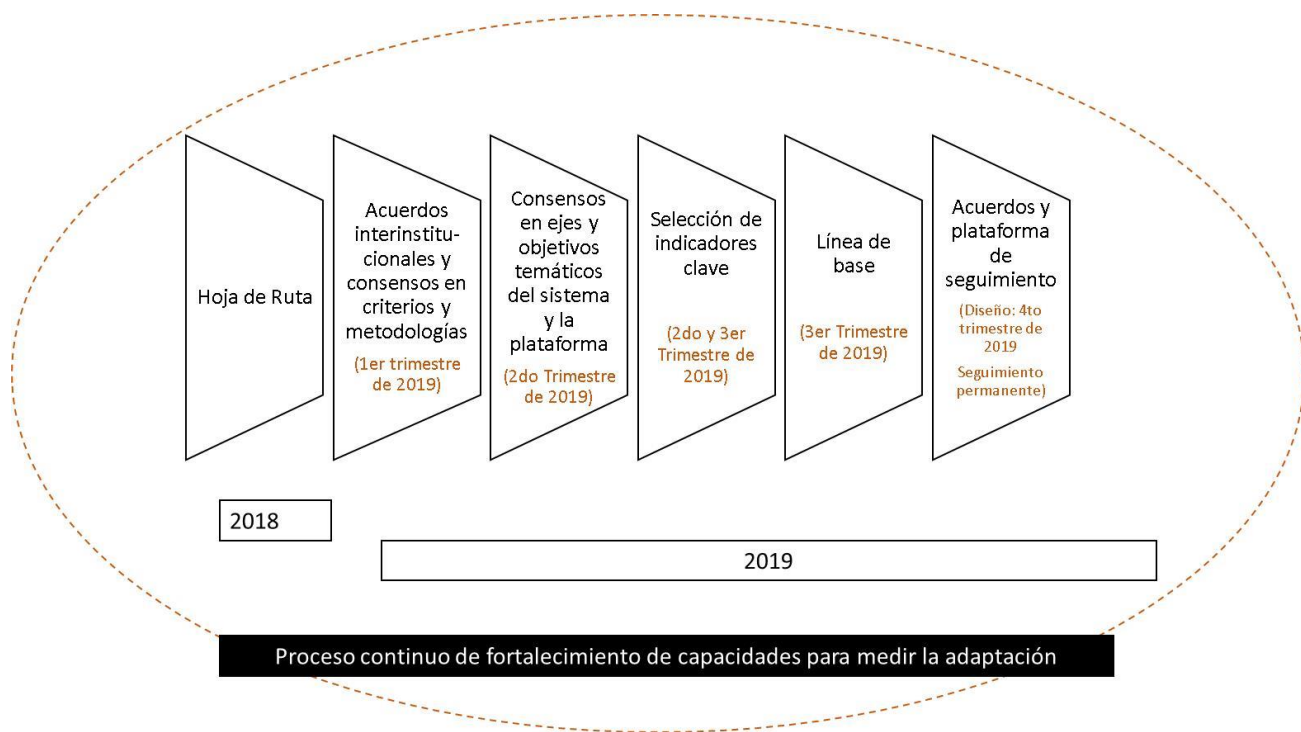 Hoja de Ruta
Acuerdos
interinstitu-
cionales y
consensos en
criterios y
metodologías
(1er trimestre
de 2019)
Consensos
en ejes y
objetivos
temáticos
del sistema
y la
plataforma
(2do Trimestre
de 2019)
Selección de
indicadores
clave
(2do y 3er
Trimestre de
2019)
Línea de
base
(3er Trimestre
de 2019)
Acuerdos y
plataforma
de
seguimiento
(Diseño: 4to
trimestre de
2019
Seguimiento
permanente)
2018
2019
Proceso continuo de fortalecimiento de capacidades para medir la adaptación